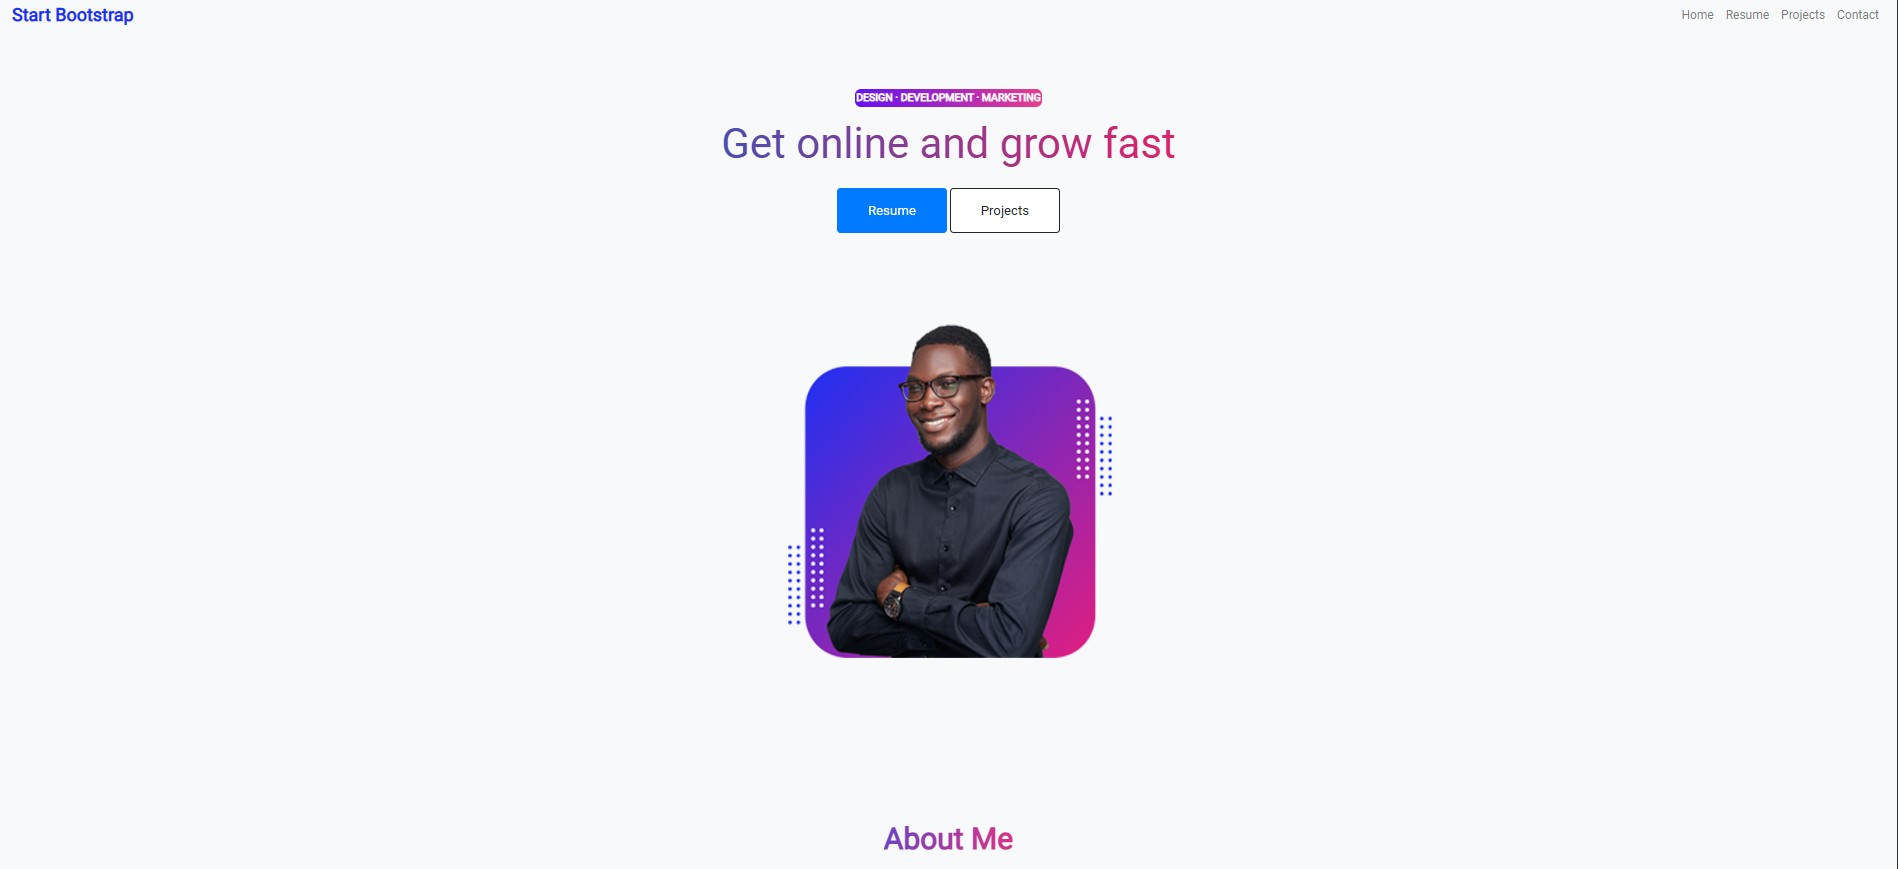 Start Bootstrap
Home Resume Projects Contact
DESIGN · DEVELOPMENT · MARKETING
Get online and grow fast
Resume Projects
About Me